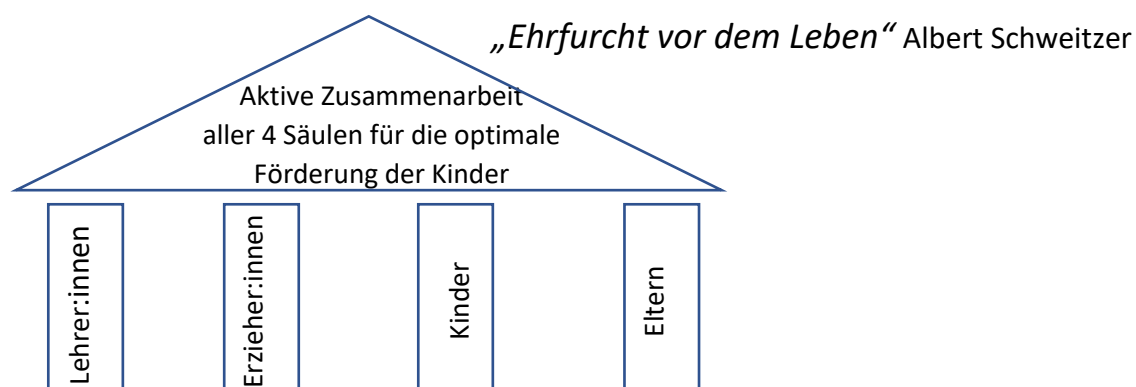 „Ehrfurcht vor dem Leben“ Albert Schweitzer
Aktive Zusammenarbeit
aller 4 Säulen für die optimale
Förderung der Kinder
Lehrer:innen
Erzieher:innen
Kinder
Eltern